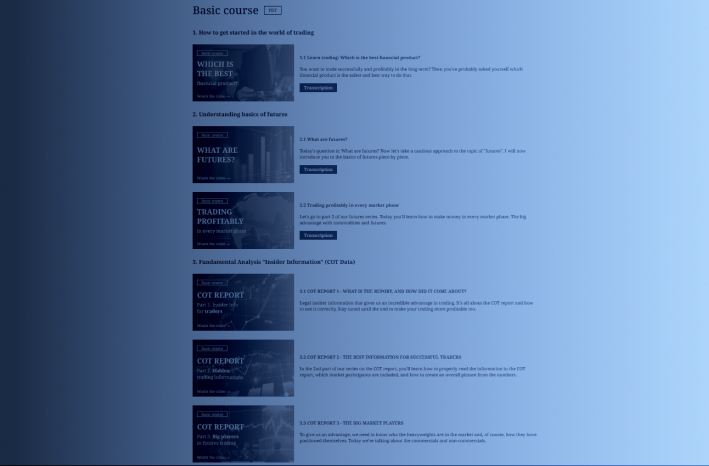 Basic course
1. How to get started in the world of trading
Basic course
WHICH IS
THE BEST
financial product?
Watch the video
1.1 Learn trading: Which is the best financial product?
You want to trade successfully and profitably in the long term? Then you've probably asked yourself which
financial product is the safest and best way to do that.
Transcription
2. Understanding basics of futures
Basic course
WHAT ARE
FUTURES?
Watch the video
2.1 What are futures?
Today's question is What are futures? Now let's take a cautious approach to the topic of "futures". I will now
introduce you to the basics of futures piece by piece.
Transcription
Basic course
TRADING
PROFITABLY
in every market phase
Watch the video
2.2 Trading profitably in every market phase
Let's go to part 2 of our futures series. Today you'll learn how to make money in every market phase. The big
advantage with commodities and futures.
Transcription
3. Fundamental Analysis "Insider Information" (COT Data)
Basic course
COT REPORT
Part 1: Insider info
for traders
Watch the video
3.1 COT REPORT 1 - WHAT IS THE REPORT, AND HOW DID IT COME ABOUT?
Legal insider information that gives us an incredible advantage in trading. It's all about the COT report and how
to use it correctly. Stay tuned until the end to make your trading more profitable too.
Basic course
COT REPORT
Part 2: Hidden
trading information
Watch the video
3.2 COT REPORT 2 - THE BEST INFORMATION FOR SUCCESSFUL TRADERS
In the 2nd part of our series on the COT report, you'll learn how to properly read the information in the COT
report, which market participants are included, and how to create an overall picture from the numbers.
Basic course
COT REPORT
Part 3: Big players
in futures trading
Watch the video
3.3 COT REPORT 3 - THE BIG MARKET PLAYERS
To give us an advantage, we need to know who the heavyweights are in the market and, of course, how they have
positioned themselves. Today we're talking about the commercials and non-commercials.